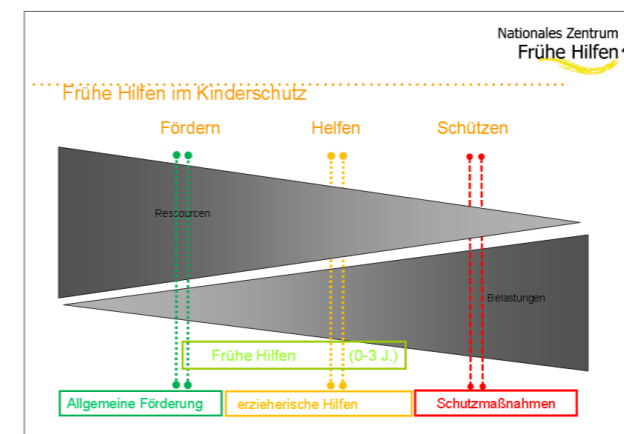 Nationales Zentrum
Frühe Hilfen
Frühe Hilfen im Kinderschutz
Fördern Helfen Schützen
Ressourcen
Belastungen
Frühe Hilfen (0-3 J.)
Allgemeine Förderung erzieherische Hilfen Schutzmaßnahmen